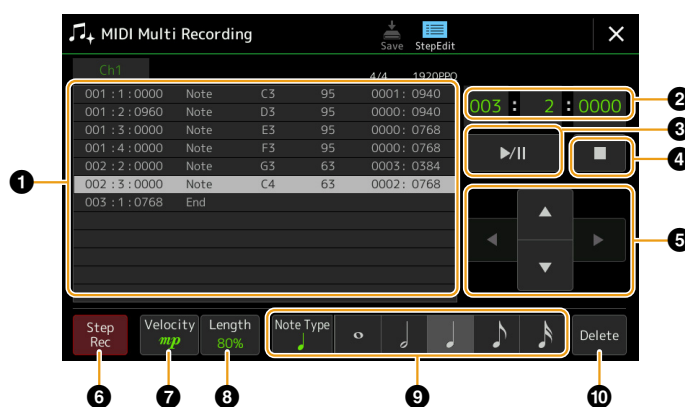 MIDI Multi Recording
Save
StepEdit
Ch1
4/4 1920PPQ
001 :1:0000 Note C3 95 0001: 0940
001 :2:0960 Note D3 95 0000: 0940
001 :3:0000 Note E3 95 0000: 0768
001 :4:0000 Note F3 95 0000: 0768
002 :2:0000 Note G3 63 0003: 0384
002 :3:0000 Note C4 63 0002: 0768
003 :1:0768 End
003 : 2 : 0000
Step Rec
Velocity
mp
Length
80%
Note Type
Delete
1
2
3
4
5
6
7
8
9
10